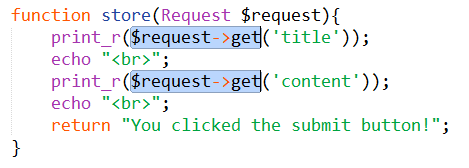 function store(Request $request){
    print_r($request->get('title'));
    echo "<br>";
    print_r($request->get('content'));
    echo "<br>";
    return "You clicked the submit button!";
}